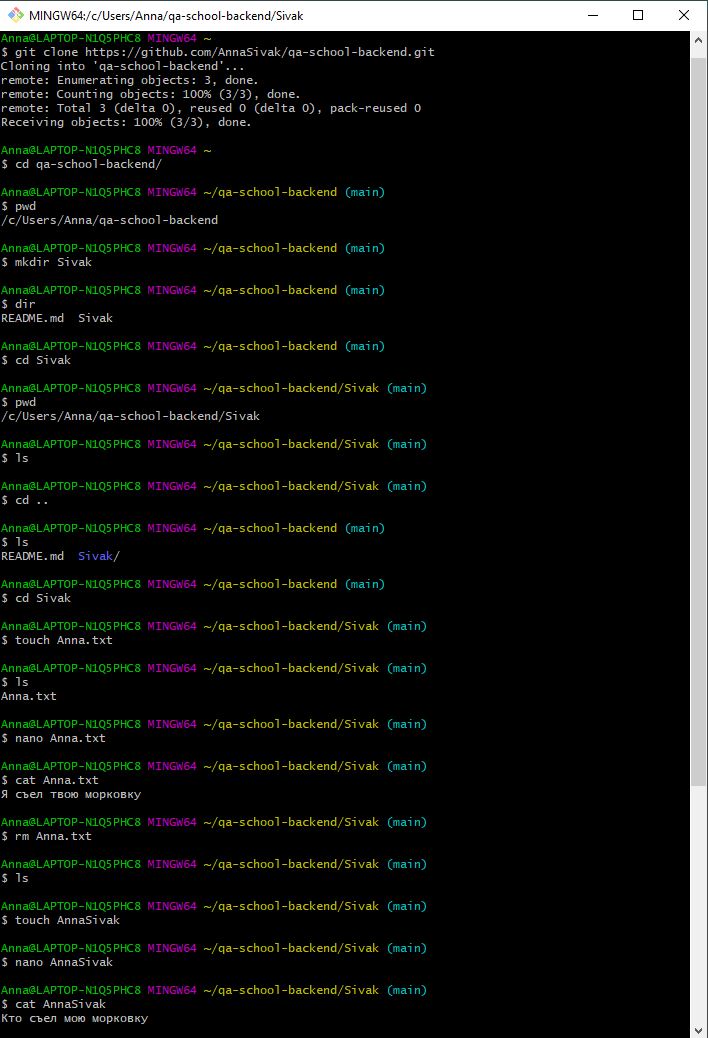 MINGW64:/c/Users/Anna/qa-school-backend/Sivak
Anna@LAPTOP-N1Q5PHC8 MINGW64 ~
$ git clone https://github.com/AnnaSivak/qa-school-backend.git
Cloning into 'qa-school-backend'...
remote: Enumerating objects: 3, done.
remote: Counting objects: 100% (3/3), done.
remote: Total 3 (delta 0), reused 0 (delta 0), pack-reused 0
Receiving objects: 100% (3/3), done.
Anna@LAPTOP-N1Q5PHC8 MINGW64 ~
$ cd qa-school-backend/
Anna@LAPTOP-N1Q5PHC8 MINGW64 ~/qa-school-backend (main)
$ pwd
/c/Users/Anna/qa-school-backend
Anna@LAPTOP-N1Q5PHC8 MINGW64 ~/qa-school-backend (main)
$ mkdir Sivak
Anna@LAPTOP-N1Q5PHC8 MINGW64 ~/qa-school-backend (main)
$ dir
README.md  Sivak
Anna@LAPTOP-N1Q5PHC8 MINGW64 ~/qa-school-backend (main)
$ cd Sivak
Anna@LAPTOP-N1Q5PHC8 MINGW64 ~/qa-school-backend/Sivak (main)
$ pwd
/c/Users/Anna/qa-school-backend/Sivak
Anna@LAPTOP-N1Q5PHC8 MINGW64 ~/qa-school-backend/Sivak (main)
$ ls
Anna@LAPTOP-N1Q5PHC8 MINGW64 ~/qa-school-backend/Sivak (main)
$ cd ..
Anna@LAPTOP-N1Q5PHC8 MINGW64 ~/qa-school-backend (main)
$ ls
README.md  Sivak/
Anna@LAPTOP-N1Q5PHC8 MINGW64 ~/qa-school-backend (main)
$ cd Sivak
Anna@LAPTOP-N1Q5PHC8 MINGW64 ~/qa-school-backend/Sivak (main)
$ touch Anna.txt
Anna@LAPTOP-N1Q5PHC8 MINGW64 ~/qa-school-backend/Sivak (main)
$ ls
Anna.txt
Anna@LAPTOP-N1Q5PHC8 MINGW64 ~/qa-school-backend/Sivak (main)
$ nano Anna.txt
Anna@LAPTOP-N1Q5PHC8 MINGW64 ~/qa-school-backend/Sivak (main)
$ cat Anna.txt
Я съел твою морковку
Anna@LAPTOP-N1Q5PHC8 MINGW64 ~/qa-school-backend/Sivak (main)
$ rm Anna.txt
Anna@LAPTOP-N1Q5PHC8 MINGW64 ~/qa-school-backend/Sivak (main)
$ ls
Anna@LAPTOP-N1Q5PHC8 MINGW64 ~/qa-school-backend/Sivak (main)
$ touch AnnaSivak
Anna@LAPTOP-N1Q5PHC8 MINGW64 ~/qa-school-backend/Sivak (main)
$ nano AnnaSivak
Anna@LAPTOP-N1Q5PHC8 MINGW64 ~/qa-school-backend/Sivak (main)
$ cat AnnaSivak
Кто съел мою морковку